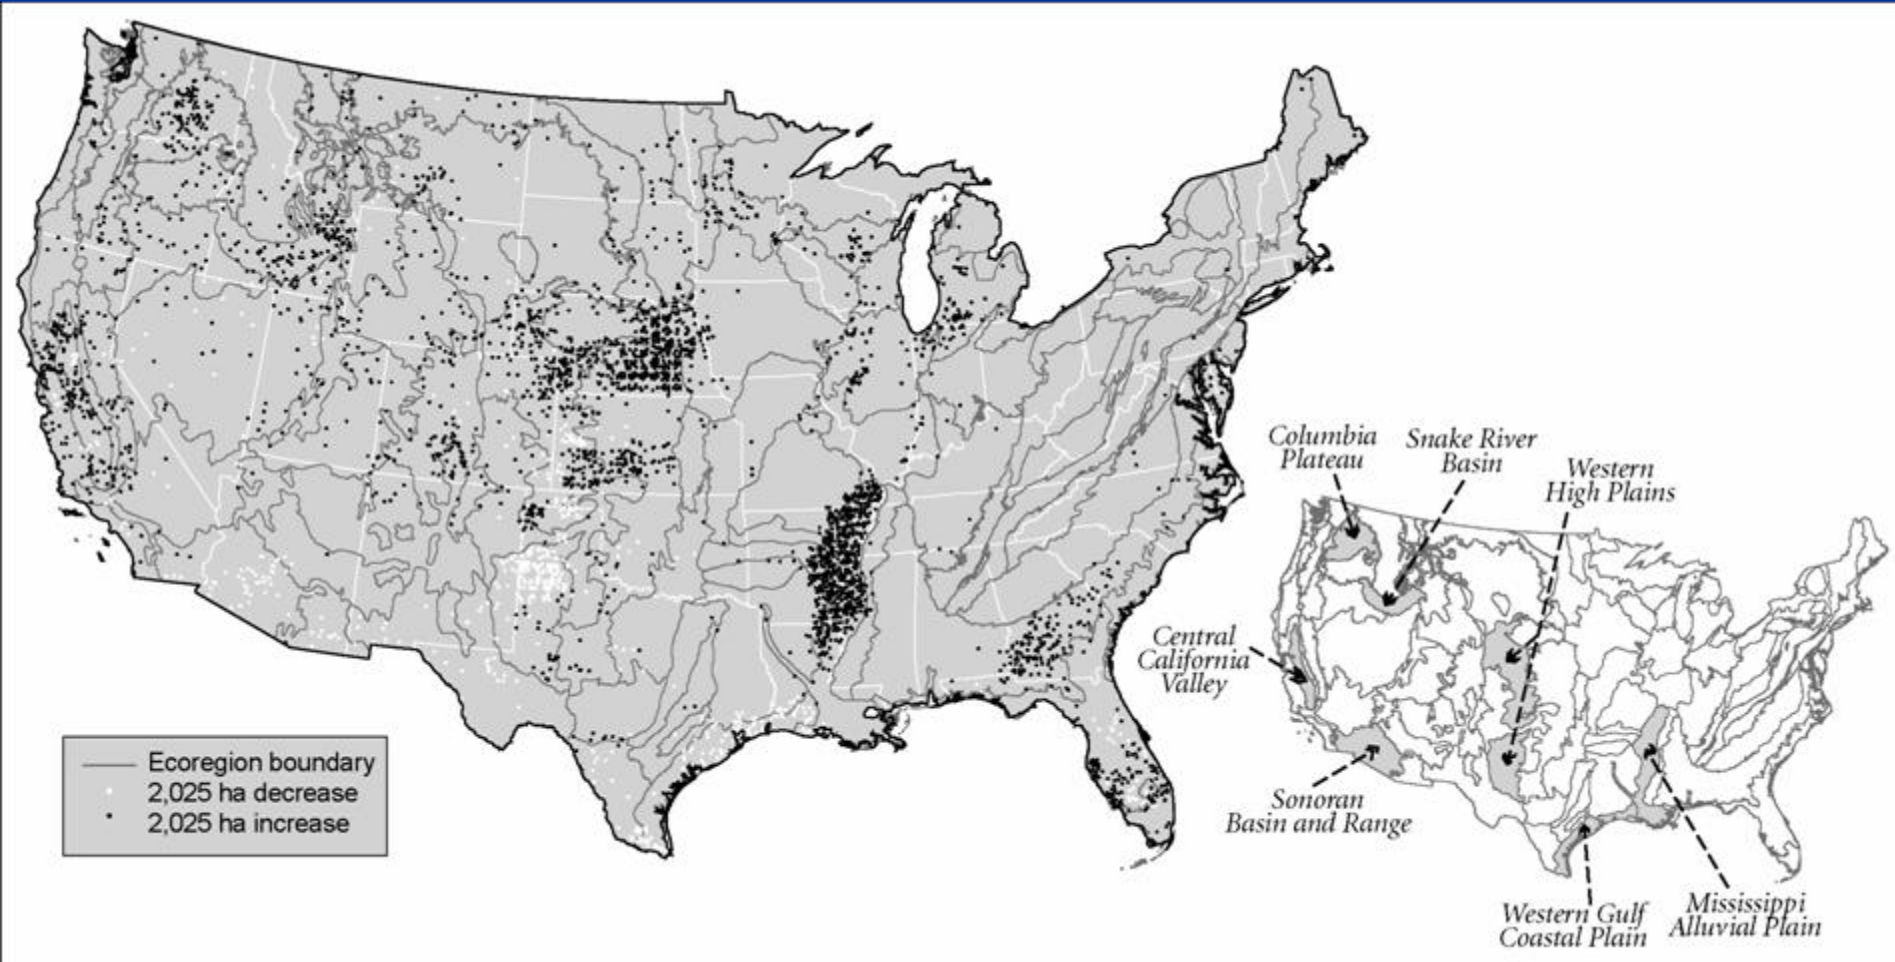 Ecoregion boundary
2,025 ha decrease
2,025 ha increase
Columbia
Plateau
Snake River
Basin
Western
High Plains
Central
California
Valley
Sonoran
Basin and Range
Western Gulf
Coastal Plain
Mississippi
Alluvial Plain